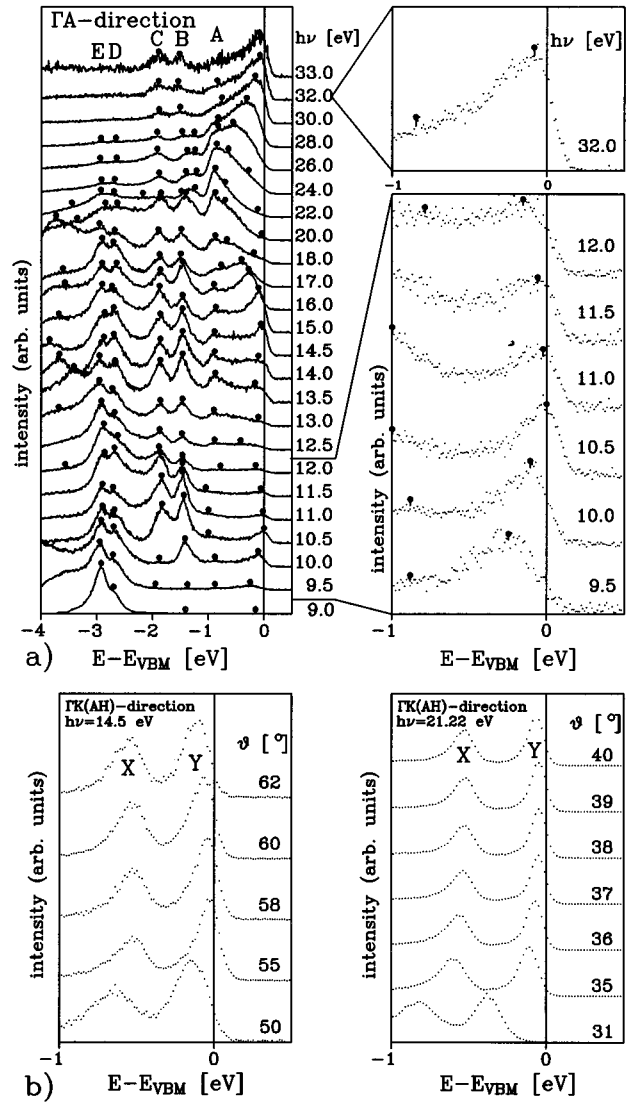 ΓA-direction
hν [eV]
E D C B A
33.0
32.0
30.0
28.0
26.0
24.0
22.0
20.0
18.0
17.0
16.0
15.0
14.5
14.0
13.5
13.0
12.5
12.0
11.5
11.0
10.5
10.0
9.5
9.0
intensity (arb. units)
−4 −3 −2 −1 0
a) E−E_VBM [eV]
hν [eV]
32.0
−1 0
12.0
11.5
11.0
10.5
10.0
9.5
intensity (arb. units)
−1 0
E−E_VBM [eV]
ΓK(AH)−direction
hν=14.5 eV
ϑ [°]
X Y
62
60
58
55
50
intensity (arb. units)
−1 0
b) E−E_VBM [eV]
ΓK(AH)−direction
hν=21.22 eV
ϑ [°]
X Y
40
39
38
37
36
35
31
intensity (arb. units)
−1 0
E−E_VBM [eV]